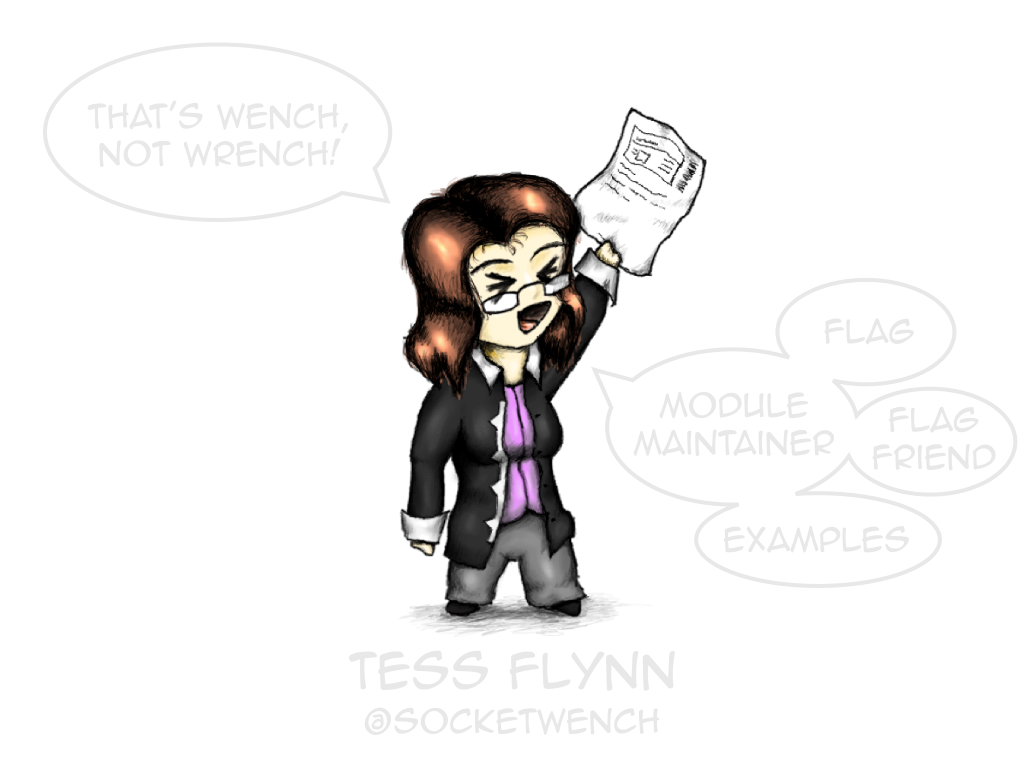 THAT'S WENCH,
NOT WRENCH!
FLAG
MODULE
MAINTAINER
FLAG
FRIEND
EXAMPLES
TESS FLYNN
@SOCKETWENCH